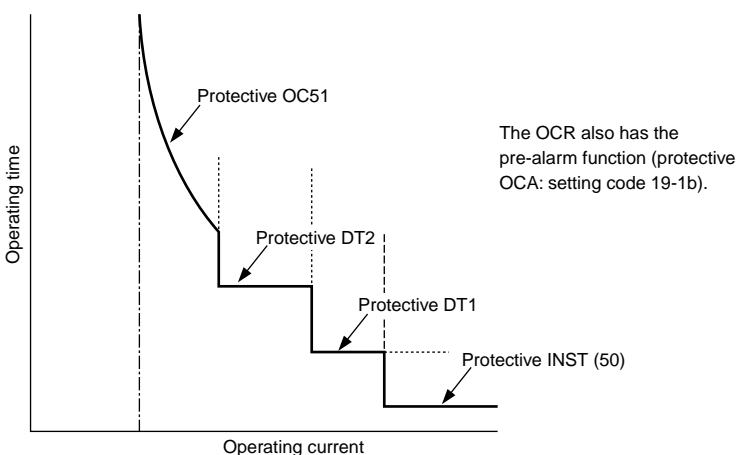 Protective OC51
The OCR also has the
pre-alarm function (protective
OCA: setting code 19-1b).
Operating time
Protective DT2
Protective DT1
Protective INST (50)
Operating current